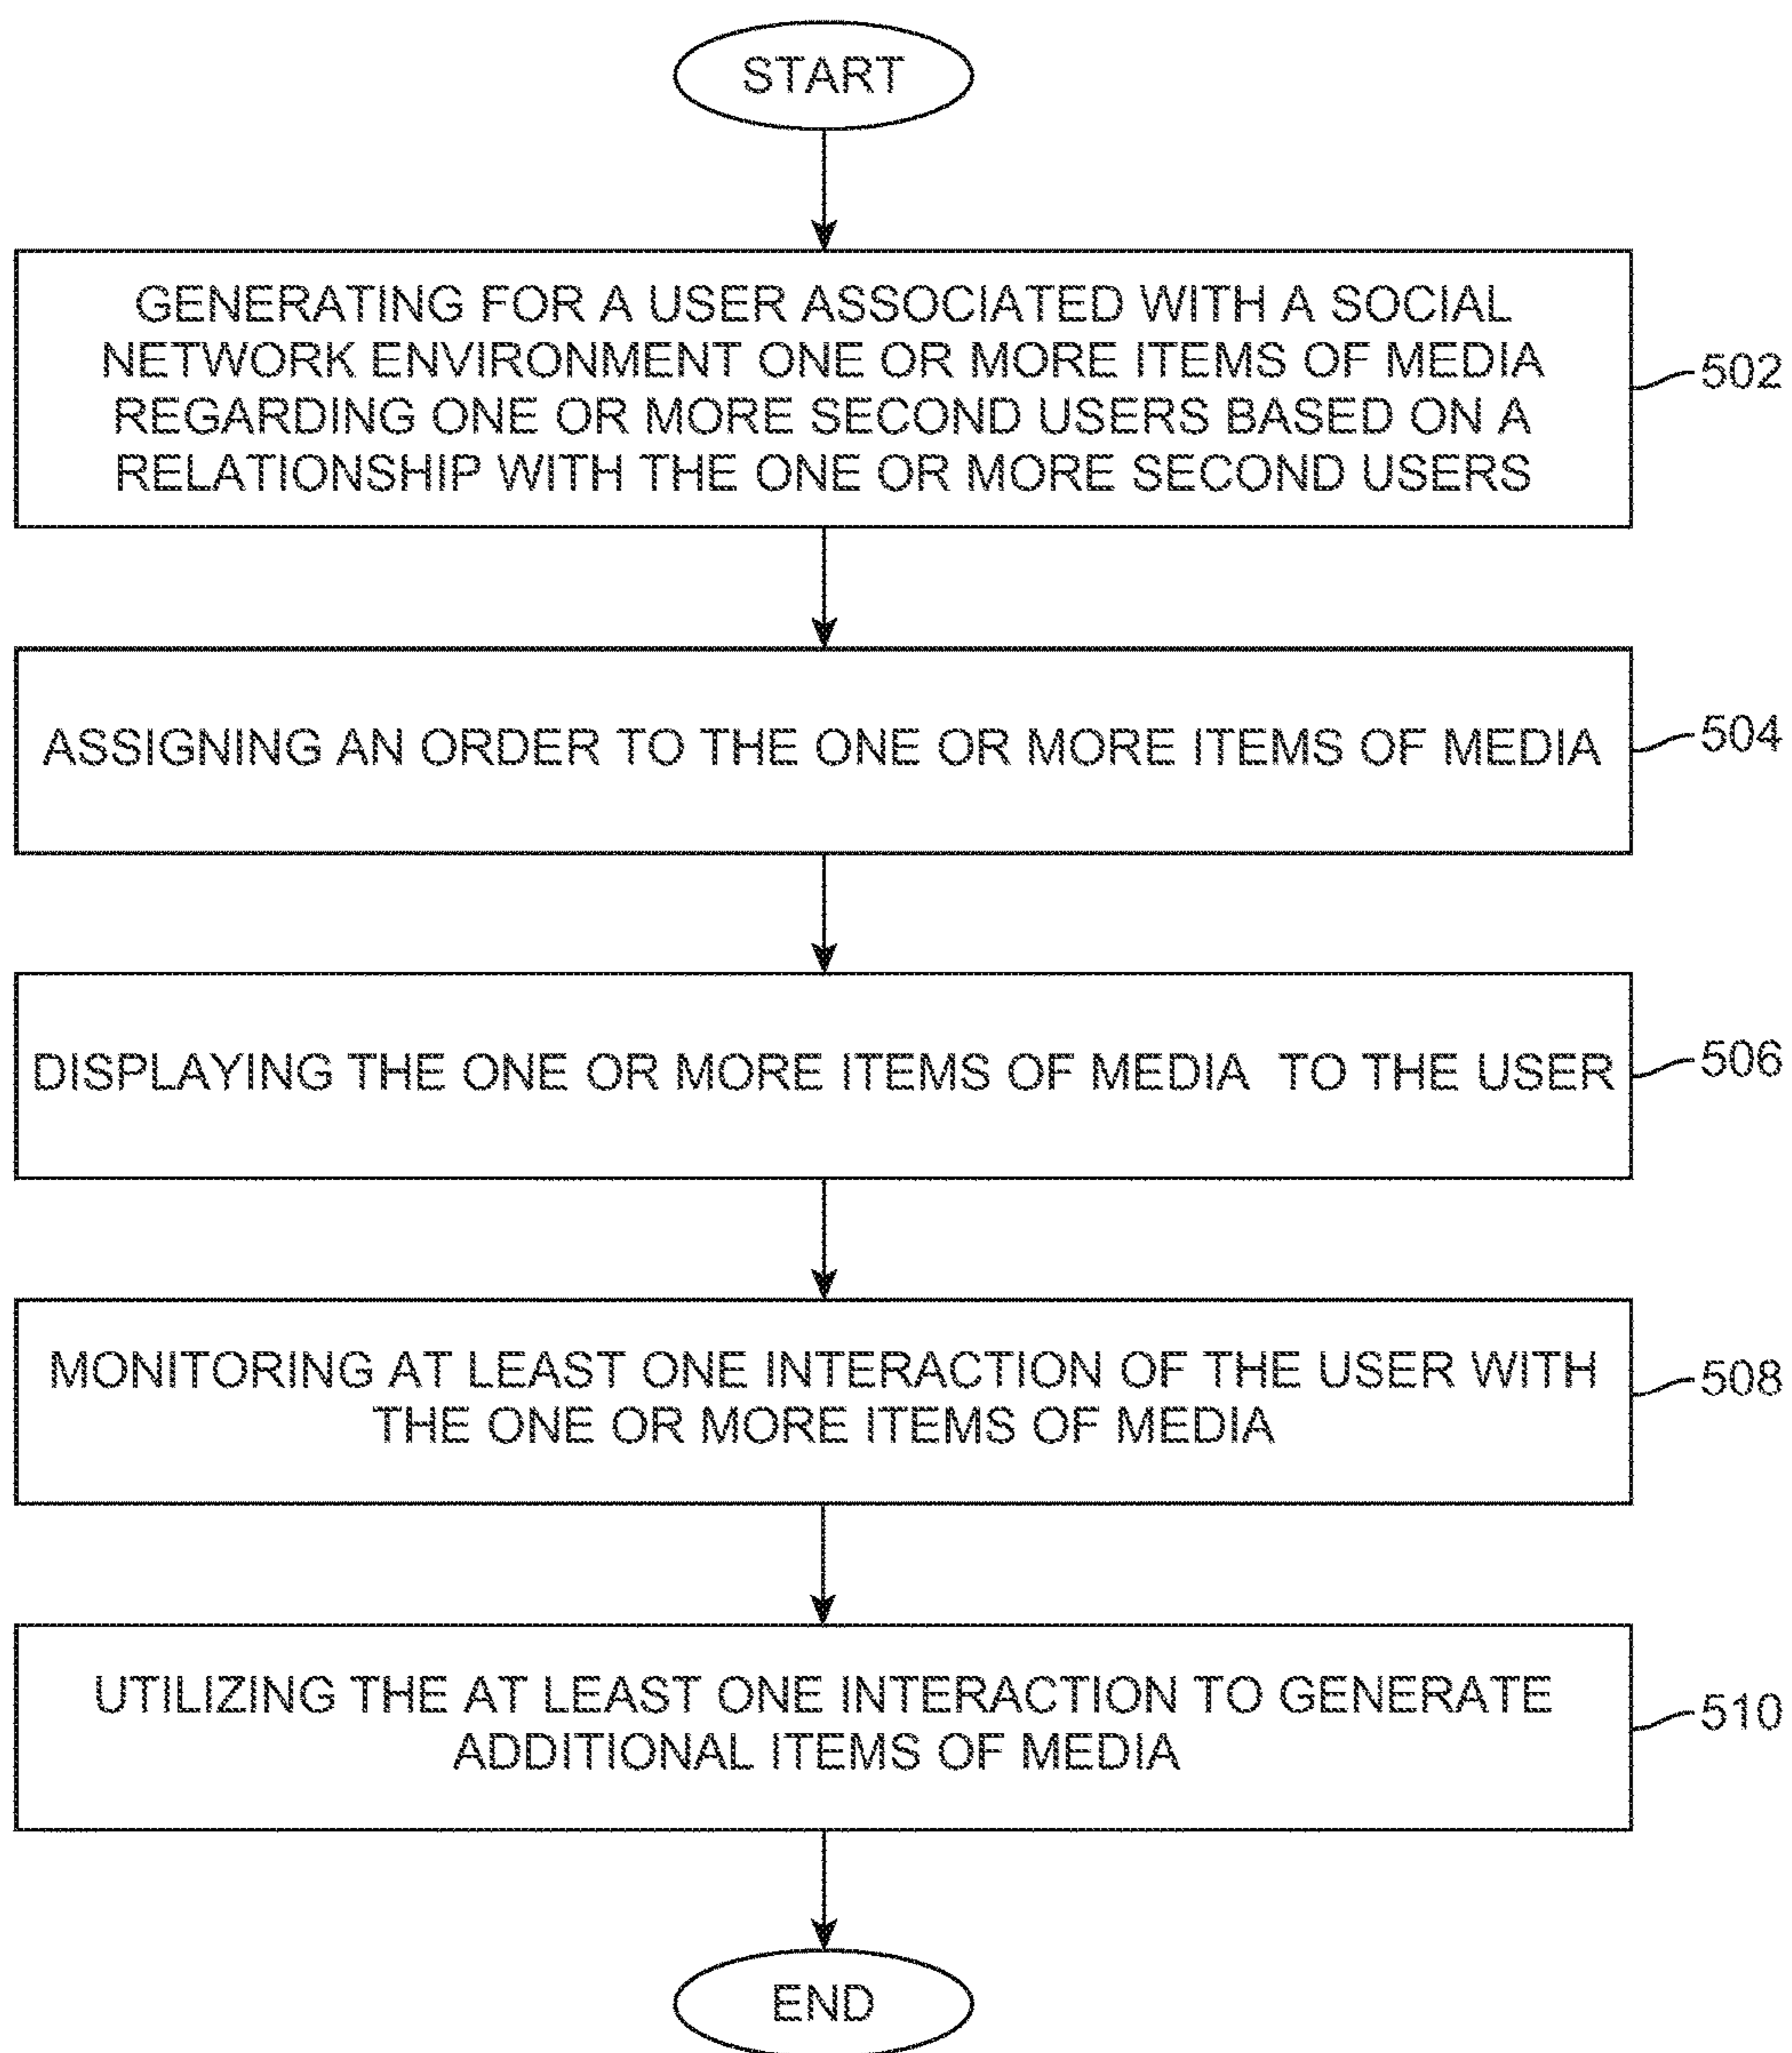 START
GENERATING FOR A USER ASSOCIATED WITH A SOCIAL
NETWORK ENVIRONMENT ONE OR MORE ITEMS OF MEDIA
REGARDING ONE OR MORE SECOND USERS BASED ON A
RELATIONSHIP WITH THE ONE OR MORE SECOND USERS
502
ASSIGNING AN ORDER TO THE ONE OR MORE ITEMS OF MEDIA
504
DISPLAYING THE ONE OR MORE ITEMS OF MEDIA TO THE USER
506
MONITORING AT LEAST ONE INTERACTION OF THE USER WITH
THE ONE OR MORE ITEMS OF MEDIA
508
UTILIZING THE AT LEAST ONE INTERACTION TO GENERATE
ADDITIONAL ITEMS OF MEDIA
510
END